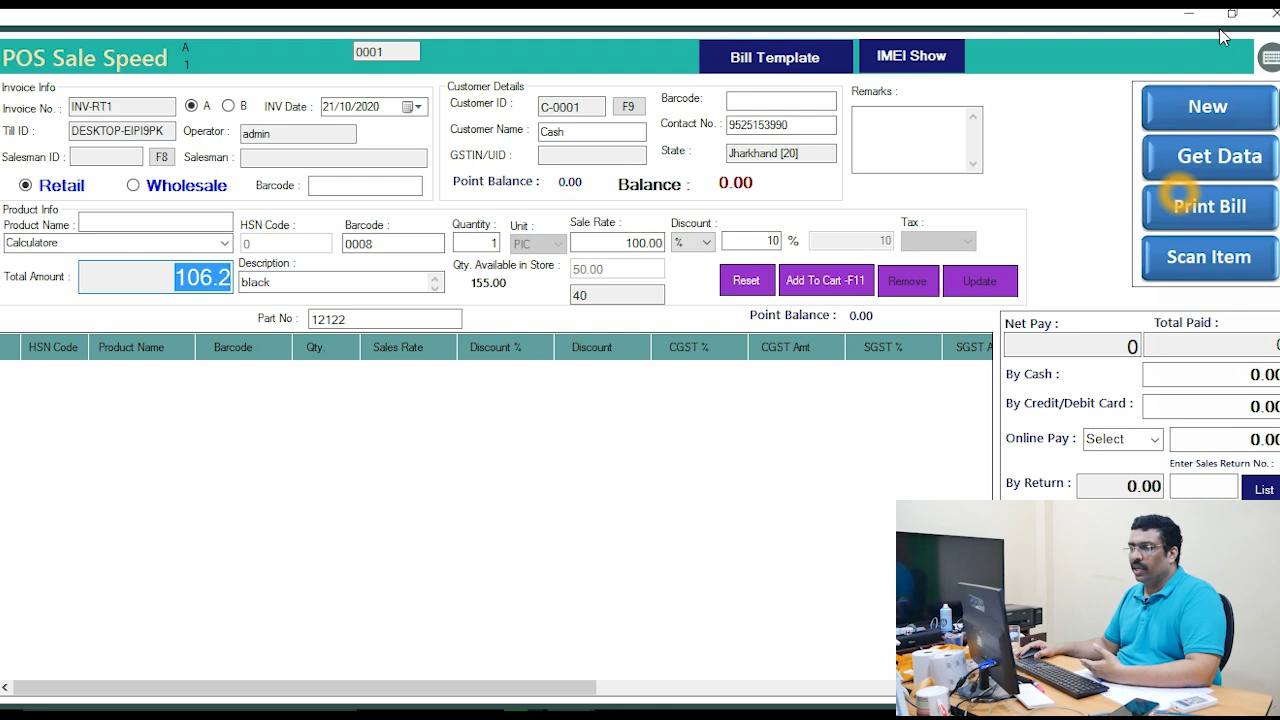 POS Sale Speed
A
1
0001
Bill Template
IMEI Show
Invoice Info
Invoice No. :
INV-RT1
A
B
INV Date :
21/10/2020
Till ID :
DESKTOP-EIPI9PK
Operator :
admin
Salesman ID :
F8
Salesman :
Retail
Wholesale
Barcode :
Customer Details
Customer ID :
C-0001
F9
Barcode:
Customer Name :
Cash
Contact No. :
9525153990
GSTIN/UID :
State :
Jharkhand [20]
Point Balance :
0.00
Balance :
0.00
Remarks :
New
Get Data
Print Bill
Scan Item
Product Info
Product Name :
Calculatore
HSN Code :
0
Barcode :
0008
Quantity :
1
Unit :
PIC
Sale Rate :
100.00
Discount :
%
10
%
10
Tax :
Total Amount :
106.2
Description :
black
Qty. Available in Store :
155.00
50.00
40
Reset
Add To Cart -F11
Remove
Update
Part No :
12122
Point Balance :
0.00
HSN Code
Product Name
Barcode
Qty.
Sales Rate
Discount %
Discount
CGST %
CGST Amt
SGST %
SGST A
Net Pay :
Total Paid :
0
By Cash :
0.00
By Credit/Debit Card :
0.00
Online Pay :
Select
0.00
Enter Sales Return No. :
By Return :
0.00
List